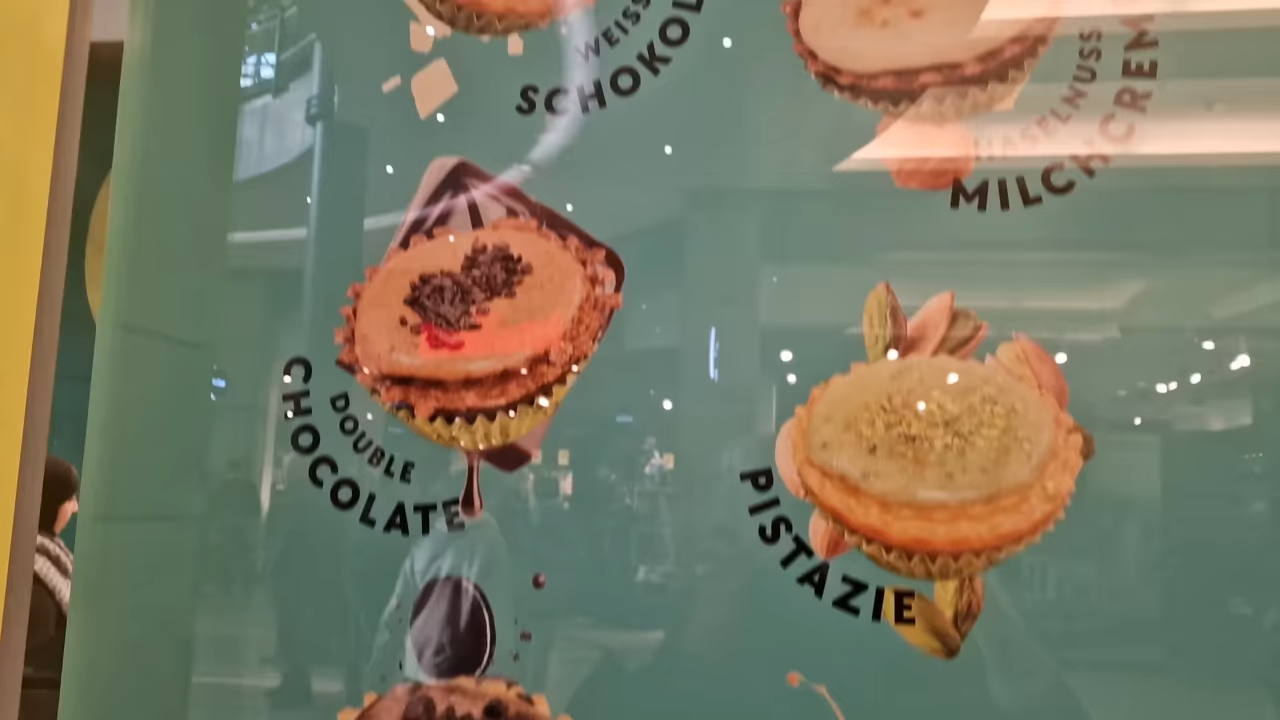 WEISS
SCHOKOL
HASELNUSS
MILCHCREM
DOUBLE
CHOCOLATE
PISTAZIE